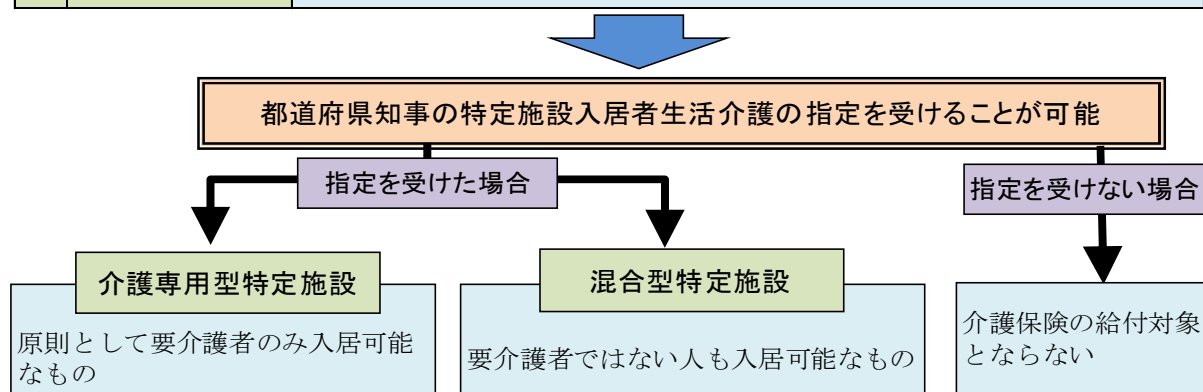 都道府県知事の特定施設入居者生活介護の指定を受けることが可能
指定を受けた場合
指定を受けない場合
介護専用型特定施設
原則として要介護者のみ入居可能
なもの
混合型特定施設
要介護者ではない人も入居可能なもの
介護保険の給付対象
とならない